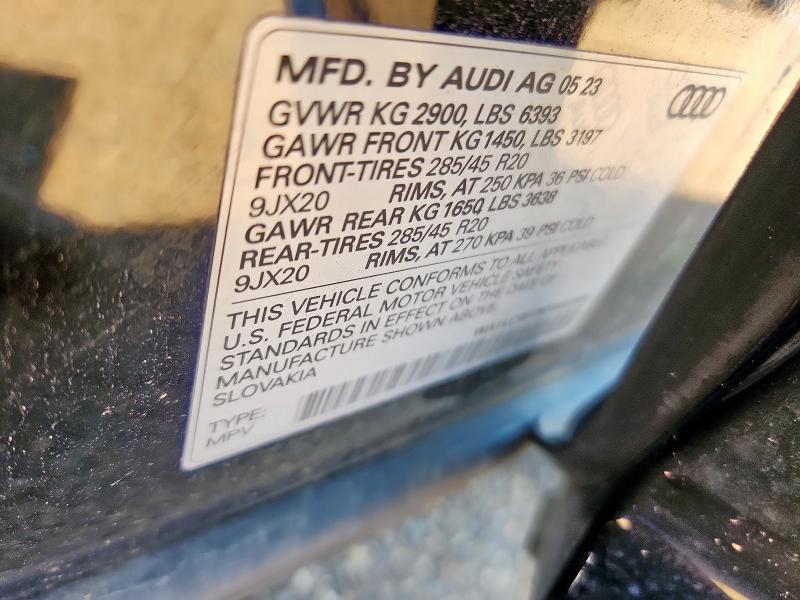 MFD. BY AUDI AG 05 23
GVWR KG 2900, LBS 6393
GAWR FRONT KG 1450, LBS 3197
FRONT-TIRES 285/45 R20
9JX20 RIMS, AT 250 KPA 36 PSI COLD
GAWR REAR KG 1650, LBS 3638
REAR-TIRES 285/45 R20
9JX20 RIMS, AT 270 KPA 39 PSI COLD
THIS VEHICLE CONFORMS TO ALL APPLICABLE
U.S. FEDERAL MOTOR VEHICLE SAFETY
STANDARDS IN EFFECT ON THE DATE OF
MANUFACTURE SHOWN ABOVE.
SLOVAKIA
TYPE:
MPV